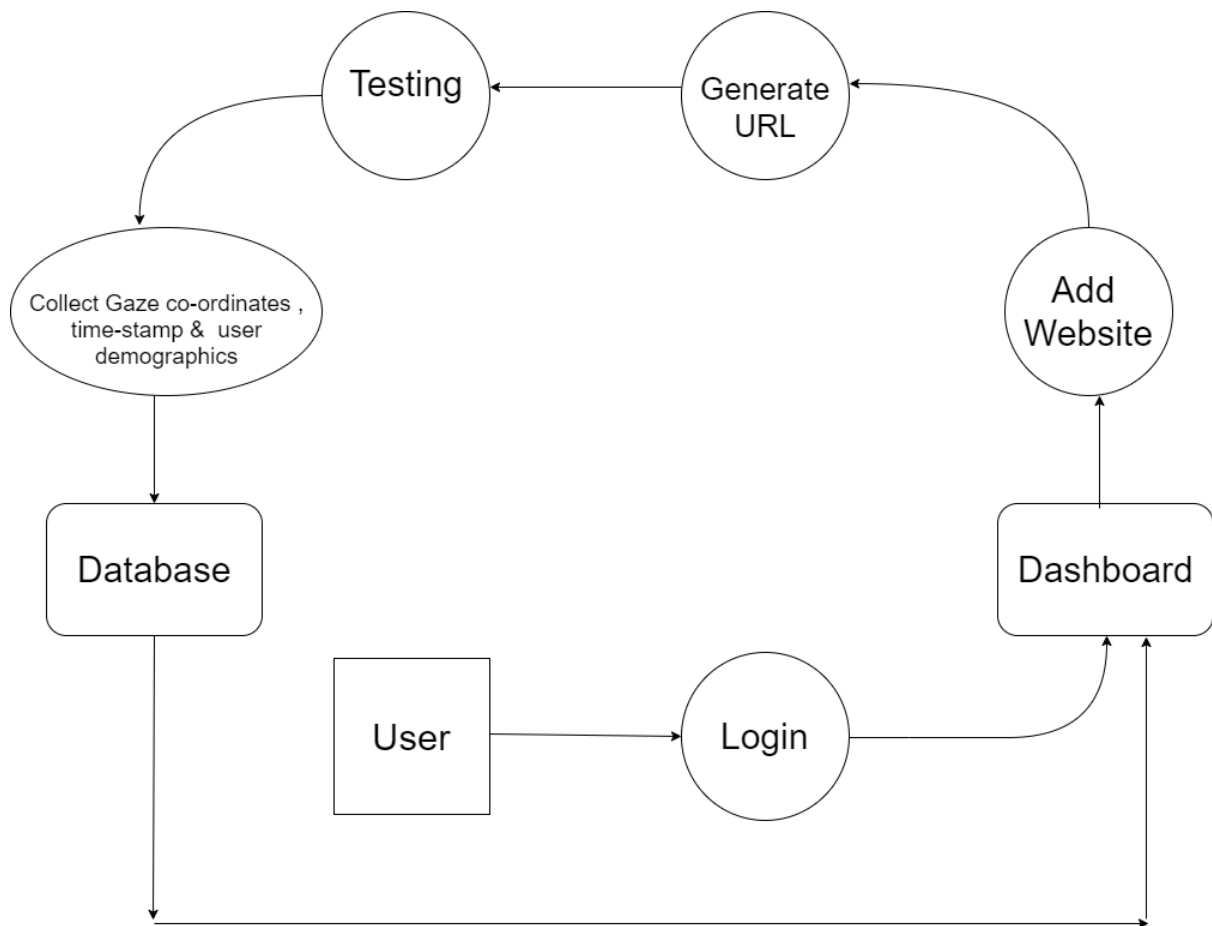 Testing
Generate
URL
Collect Gaze co-ordinates ,
time-stamp & user
demographics
Add
Website
Database
Dashboard
User
Login